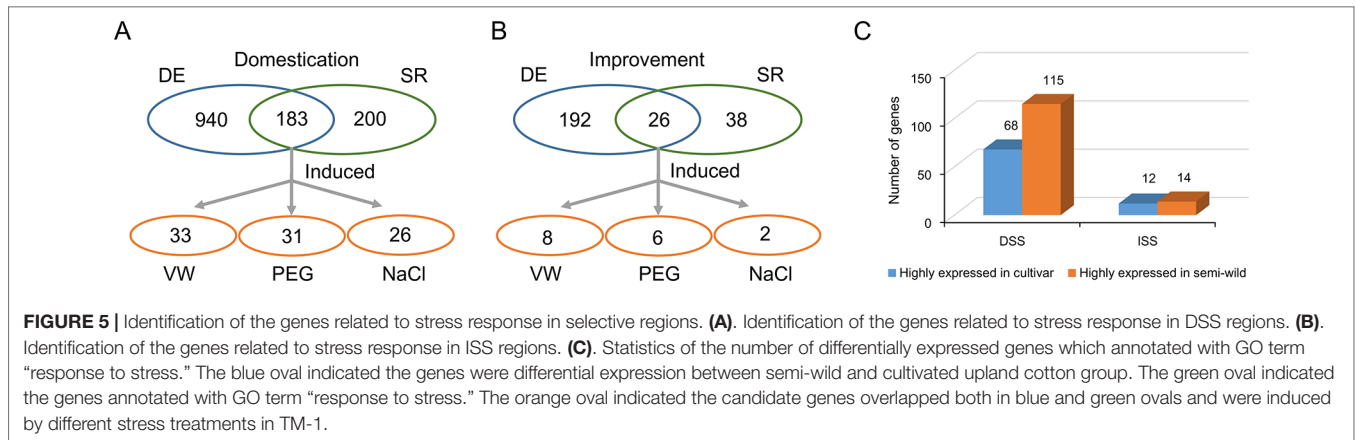 A
Domestication
DE
SR
940
183
200
Induced
33
31
26
VW
PEG
NaCl
B
Improvement
DE
SR
192
26
38
Induced
8
6
2
VW
PEG
NaCl
C
Number of genes
150
100
50
0
68
115
12
14
DSS
ISS
Highly expressed in cultivar
Highly expressed in semi-wild
FIGURE 5 | Identification of the genes related to stress response in selective regions. (A). Identification of the genes related to stress response in DSS regions. (B).
Identification of the genes related to stress response in ISS regions. (C). Statistics of the number of differentially expressed genes which annotated with GO term
“response to stress.” The blue oval indicated the genes were differential expression between semi-wild and cultivated upland cotton group. The green oval indicated
the genes annotated with GO term “response to stress.” The orange oval indicated the candidate genes overlapped both in blue and green ovals and were induced
by different stress treatments in TM-1.